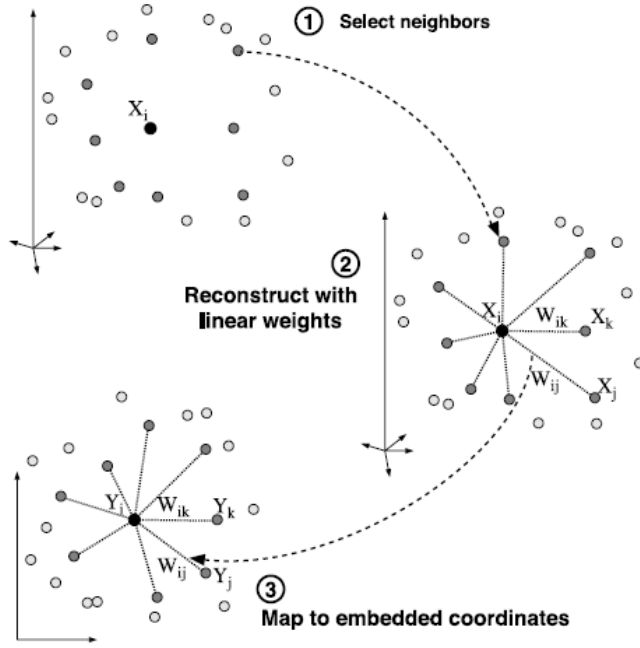 ① Select neighbors
X_i
②
Reconstruct with
linear weights
X_i
W_ik
X_k
W_ij
X_j
Y_i
W_ik
Y_k
W_ij
Y_j
③
Map to embedded coordinates